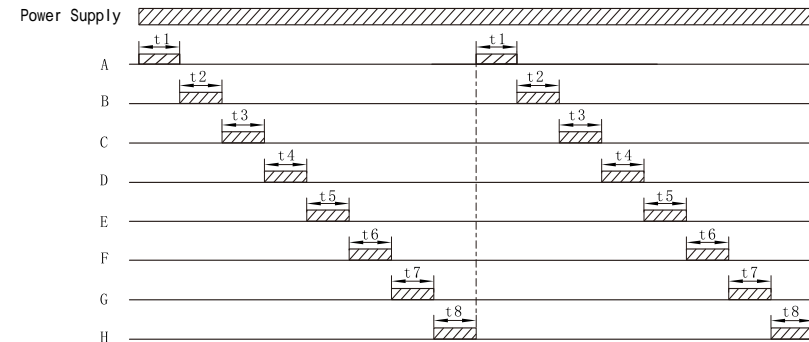 Power Supply
A t1 t1
B t2 t2
C t3 t3
D t4 t4
E t5 t5
F t6 t6
G t7 t7
H t8 t8